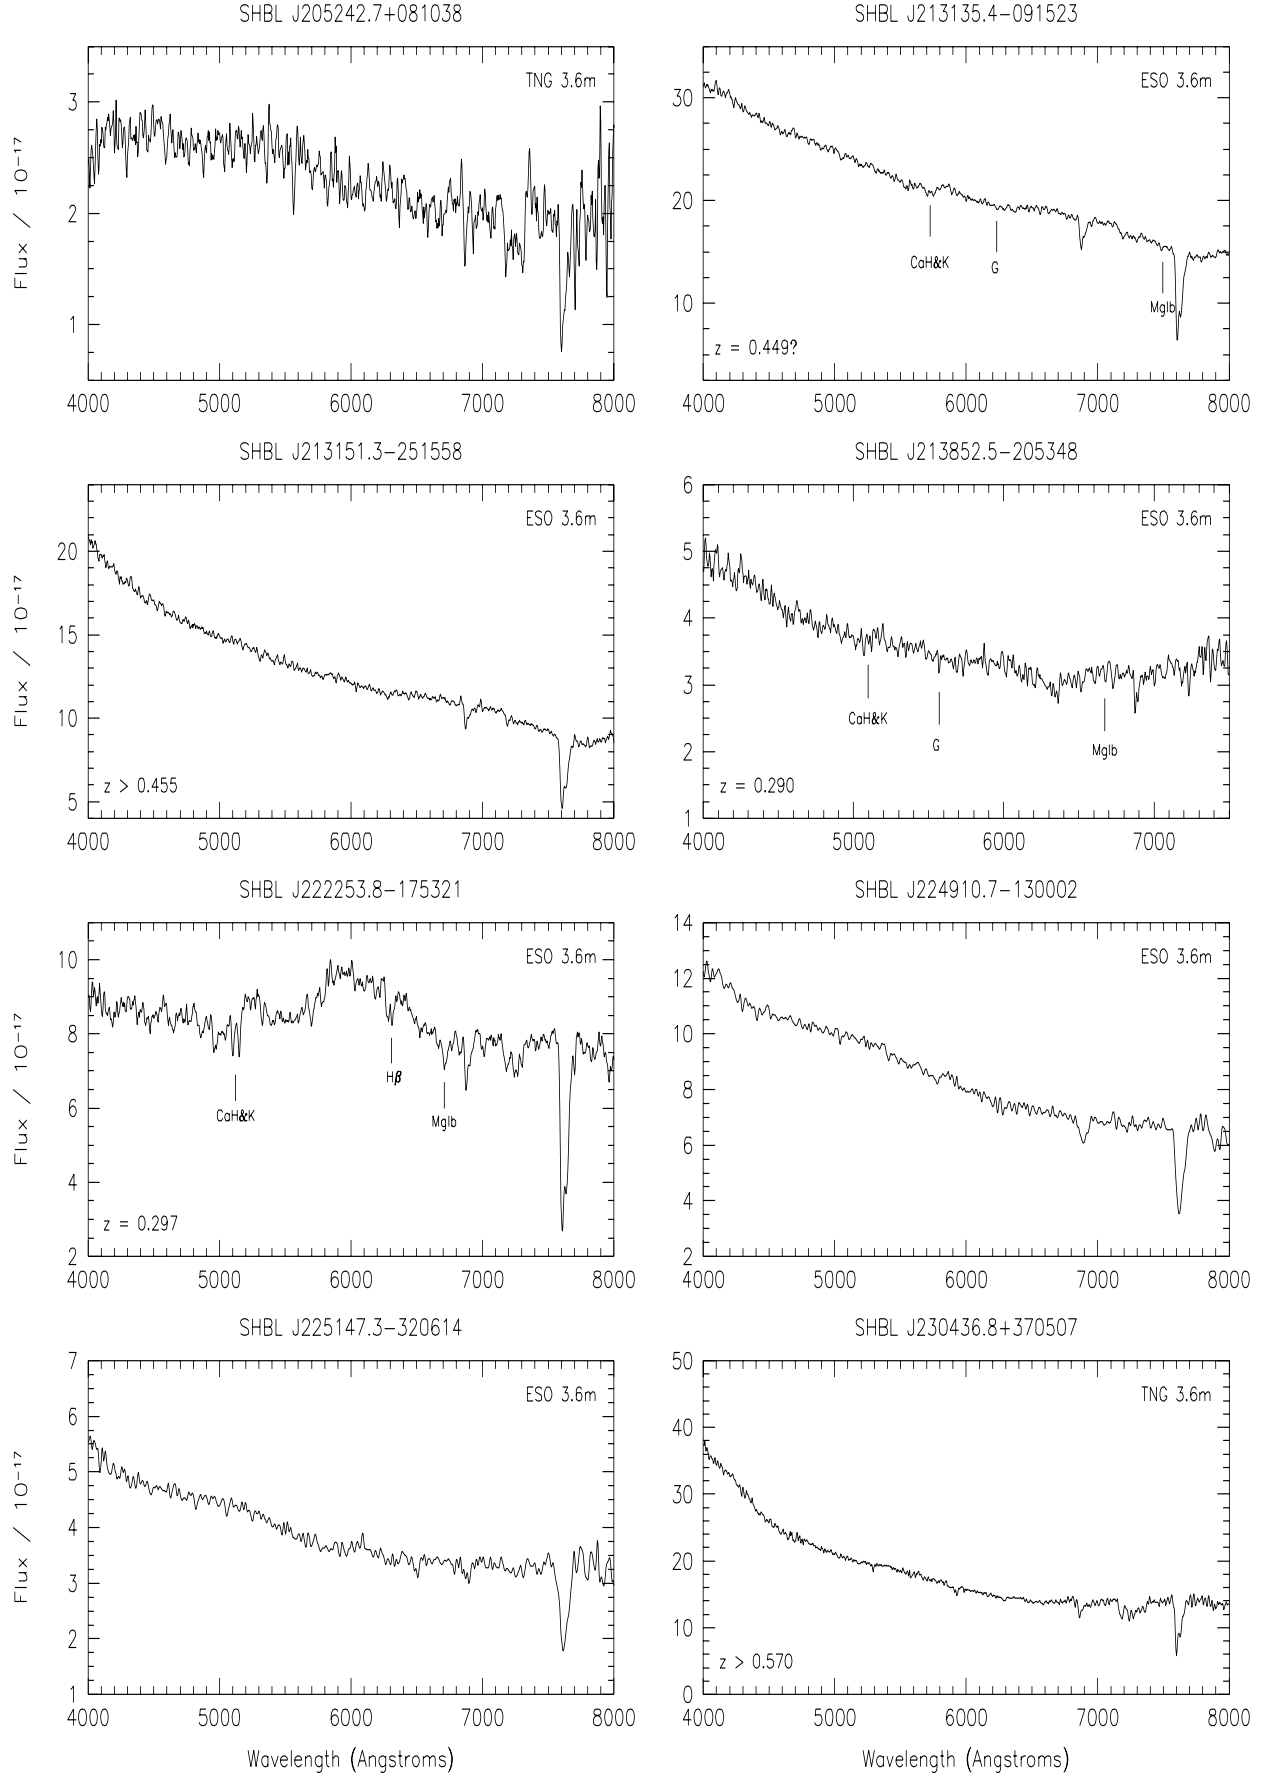 SHBL J205242.7+081038
SHBL J213135.4−091523
TNG 3.6m
3
2
1
Flux / 10⁻¹⁷
4000 5000 6000 7000 8000
ESO 3.6m
30
20
10
CaH&K
G
MgIb
z = 0.449?
4000 5000 6000 7000 8000
SHBL J213151.3−251558
SHBL J213852.5−205348
ESO 3.6m
20
15
10
5
Flux / 10⁻¹⁷
z > 0.455
4000 5000 6000 7000 8000
ESO 3.6m
6
5
4
3
2
1
CaH&K
G
MgIb
z = 0.290
4000 5000 6000 7000
SHBL J222253.8−175321
SHBL J224910.7−130002
ESO 3.6m
10
8
6
4
2
Flux / 10⁻¹⁷
CaH&K
Hβ
MgIb
z = 0.297
4000 5000 6000 7000 8000
ESO 3.6m
14
12
10
8
6
4
2
4000 5000 6000 7000 8000
SHBL J225147.3−320614
SHBL J230436.8+370507
ESO 3.6m
7
6
5
4
3
2
1
Flux / 10⁻¹⁷
4000 5000 6000 7000 8000
Wavelength (Angstroms)
TNG 3.6m
50
40
30
20
10
0
z > 0.570
4000 5000 6000 7000 8000
Wavelength (Angstroms)